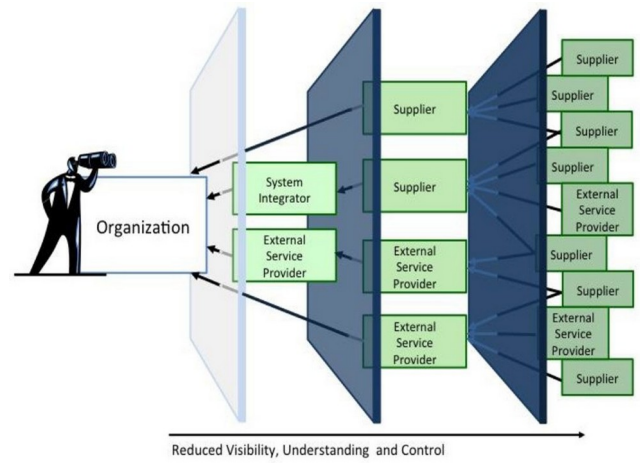 Organization
System
Integrator
External
Service
Provider
Supplier
Supplier
External
Service
Provider
External
Service
Provider
Supplier
Supplier
Supplier
Supplier
External
Service
Provider
Supplier
Supplier
External
Service
Provider
Supplier
Reduced Visibility, Understanding and Control